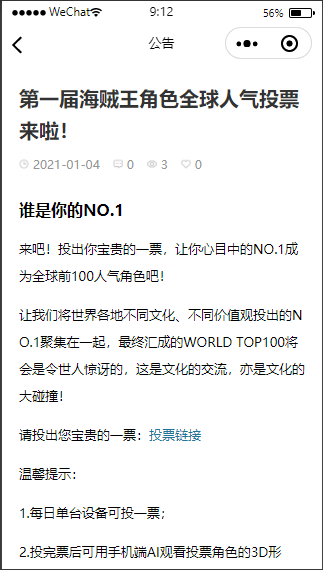 WeChat 9:12 56%
公告
第一届海贼王角色全球人气投票
来啦！
2021-01-04 0 3 0
谁是你的NO.1
来吧！投出你宝贵的一票，让你心目中的NO.1成
为全球前100人气角色吧！
让我们将世界各地不同文化、不同价值观投出的N
O.1聚集在一起，最终汇成的WORLD TOP100将
会是令世人惊讶的，这是文化的交流，亦是文化的
大碰撞！
请投出您宝贵的一票：投票链接
温馨提示：
1.每日单台设备可投一票；
2.投完票后可用手机端AI观看投票角色的3D形